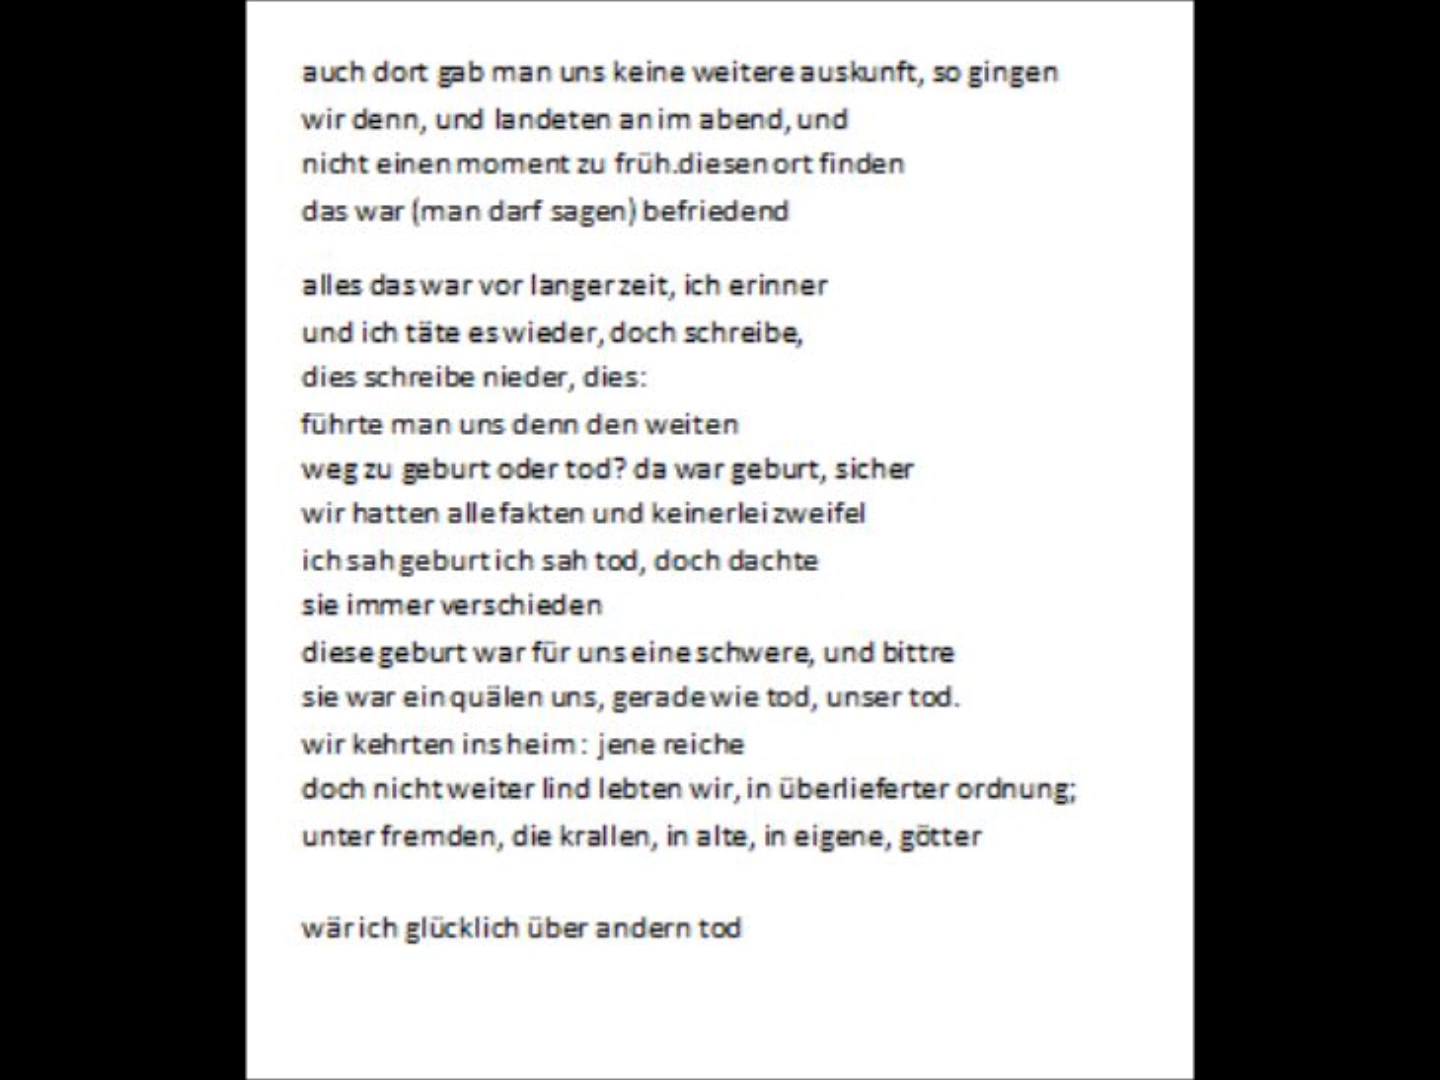 auch dort gab man uns keine weitere auskunft, so gingen
wir denn, und landeten an im abend, und
nicht einen moment zu früh.diesen ort finden
das war (man darf sagen) befriedend
alles das war vor langer zeit, ich erinner
und ich täte es wieder, doch schreibe,
dies schreibe nieder, dies:
führte man uns denn den weiten
weg zu geburt oder tod? da war geburt, sicher
wir hatten alle fakten und keinerlei zweifel
ich sah geburt ich sah tod, doch dachte
sie immer verschieden
diese geburt war für uns eine schwere, und bittre
sie war ein quälen uns, gerade wie tod, unser tod.
wir kehrten ins heim: jene reiche
doch nicht weiter lind lebten wir, in überlieferter ordnung;
unter fremden, die krallen, in alte, in eigene, götter
wär ich glücklich über andern tod